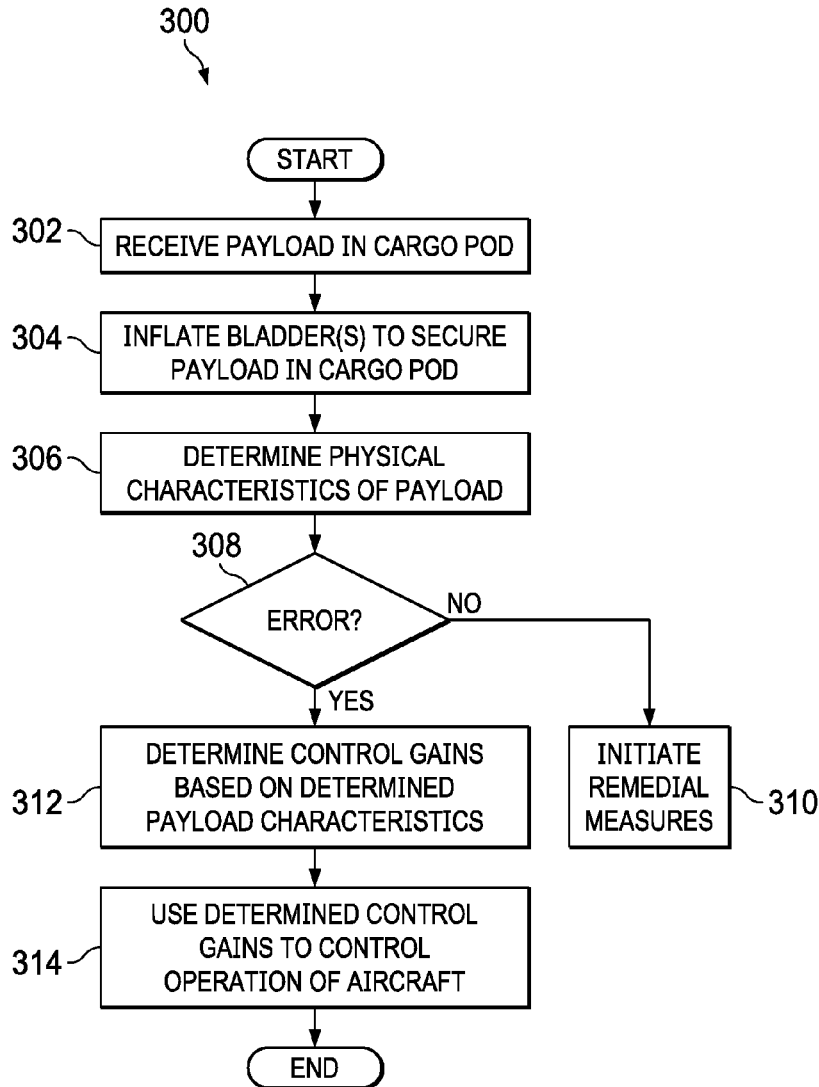 300
START
302
RECEIVE PAYLOAD IN CARGO POD
304
INFLATE BLADDER(S) TO SECURE
PAYLOAD IN CARGO POD
306
DETERMINE PHYSICAL
CHARACTERISTICS OF PAYLOAD
308
ERROR?
NO
YES
312
DETERMINE CONTROL GAINS
BASED ON DETERMINED
PAYLOAD CHARACTERISTICS
INITIATE
REMEDIAL
MEASURES
310
314
USE DETERMINED CONTROL
GAINS TO CONTROL
OPERATION OF AIRCRAFT
END